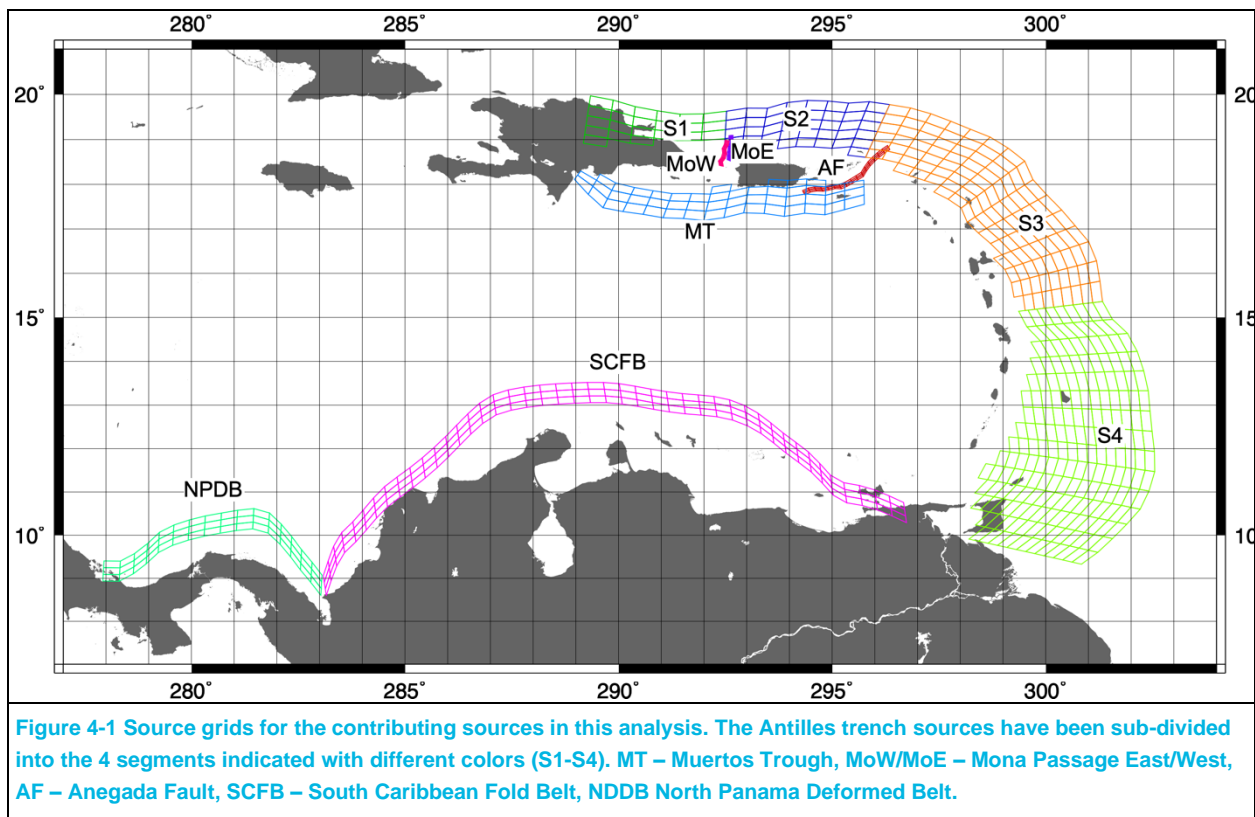 280° 285° 290° 295° 300°
20° 20°
S1 S2
MoW MoE AF
MT S3
15° 15°
SCFB
S4
NPDB
10° 10°
280° 285° 290° 295° 300°
Figure 4-1 Source grids for the contributing sources in this analysis. The Antilles trench sources have been sub-divided
into the 4 segments indicated with different colors (S1-S4). MT – Muertos Trough, MoW/MoE – Mona Passage East/West,
AF – Anegada Fault, SCFB – South Caribbean Fold Belt, NDDB North Panama Deformed Belt.